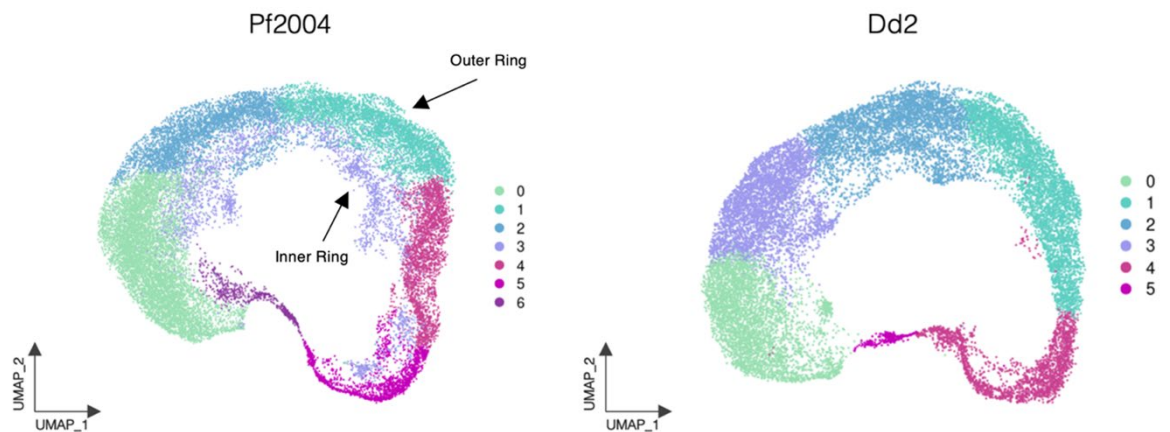 Pf2004
Outer Ring
Inner Ring
0
1
2
3
4
5
6
UMAP_2
UMAP_1
Dd2
0
1
2
3
4
5
UMAP_2
UMAP_1